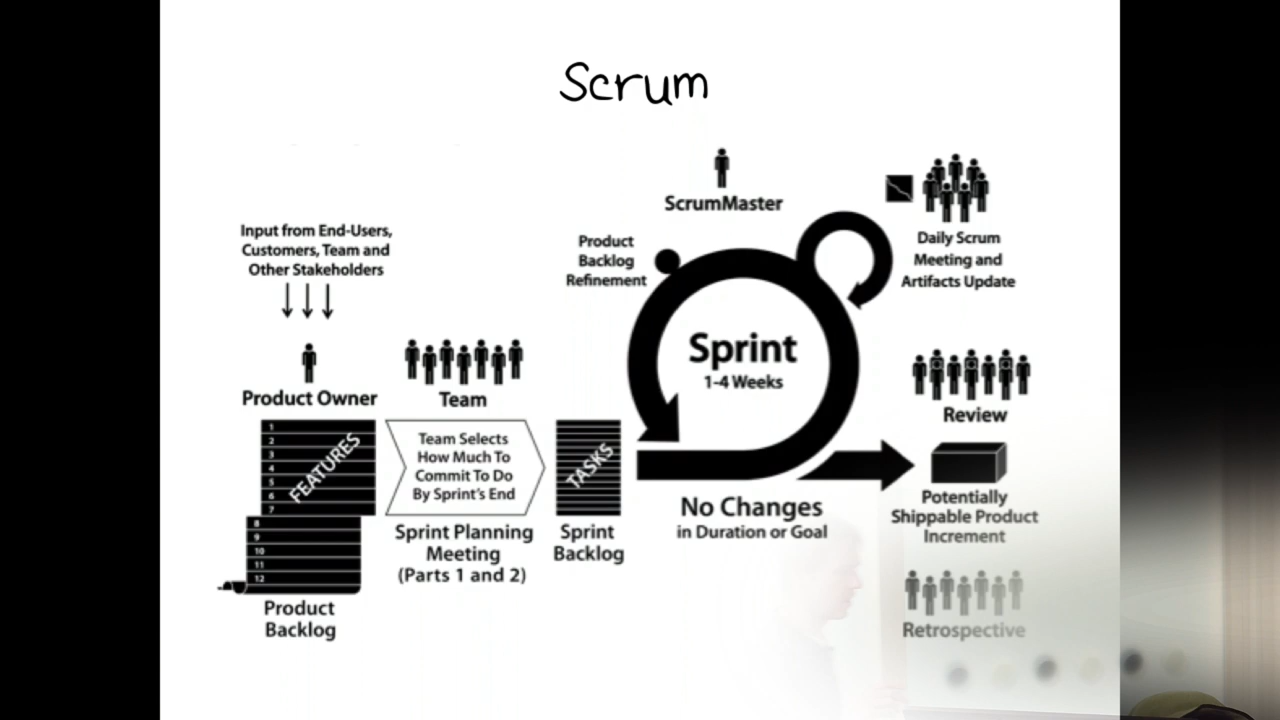 Scrum
ScrumMaster
Input from End-Users,
Customers, Team and
Other Stakeholders
Product
Backlog
Refinement
Daily Scrum
Meeting and
Artifacts Update
Sprint
1-4 Weeks
Product Owner
Team
Review
1
2
3
4
5
6
7
FEATURES
8
9
10
11
12
Team Selects
How Much To
Commit To Do
By Sprint's End
TASKS
Sprint Planning
Meeting
(Parts 1 and 2)
Sprint
Backlog
No Changes
in Duration or Goal
Potentially
Shippable Product
Increment
Product
Backlog
Retrospective